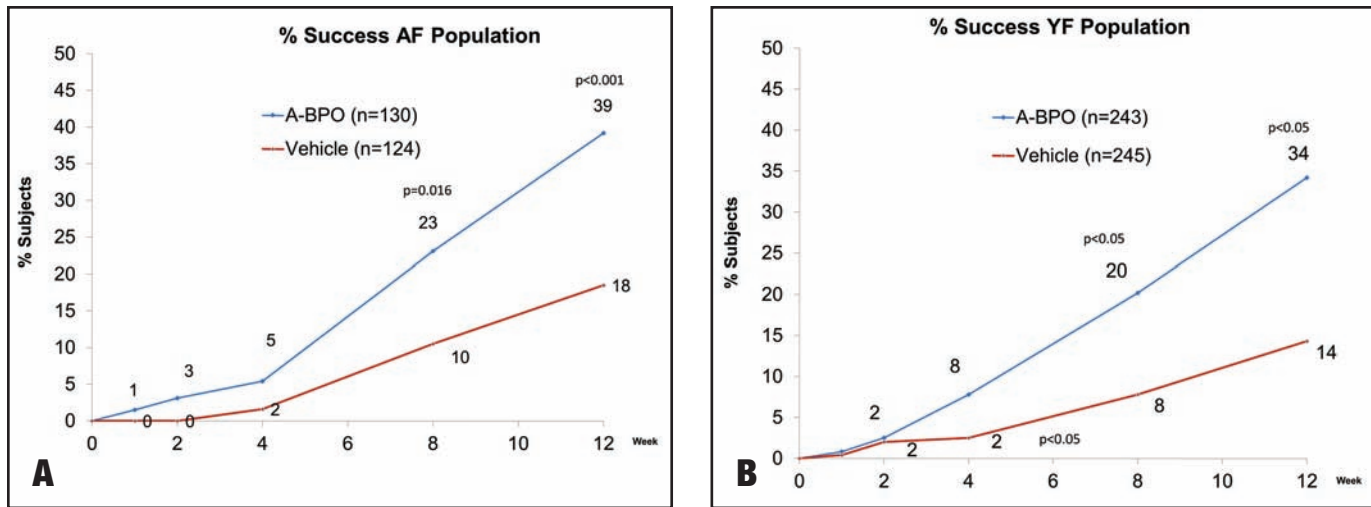 % Success AF Population
50
45
40
35
30
25
20
15
10
5
0
% Subjects
A-BPO (n=130)
Vehicle (n=124)
p<0.001
39
p=0.016
23
18
10
5
3
1
0
0
2
0 2 4 6 8 10 12 Week
A
% Success YF Population
50
45
40
35
30
25
20
15
10
5
0
% Subjects
A-BPO (n=243)
Vehicle (n=245)
p<0.05
34
p<0.05
20
14
8
8
2
2
2
p<0.05
0 2 4 6 8 10 12 Week
B